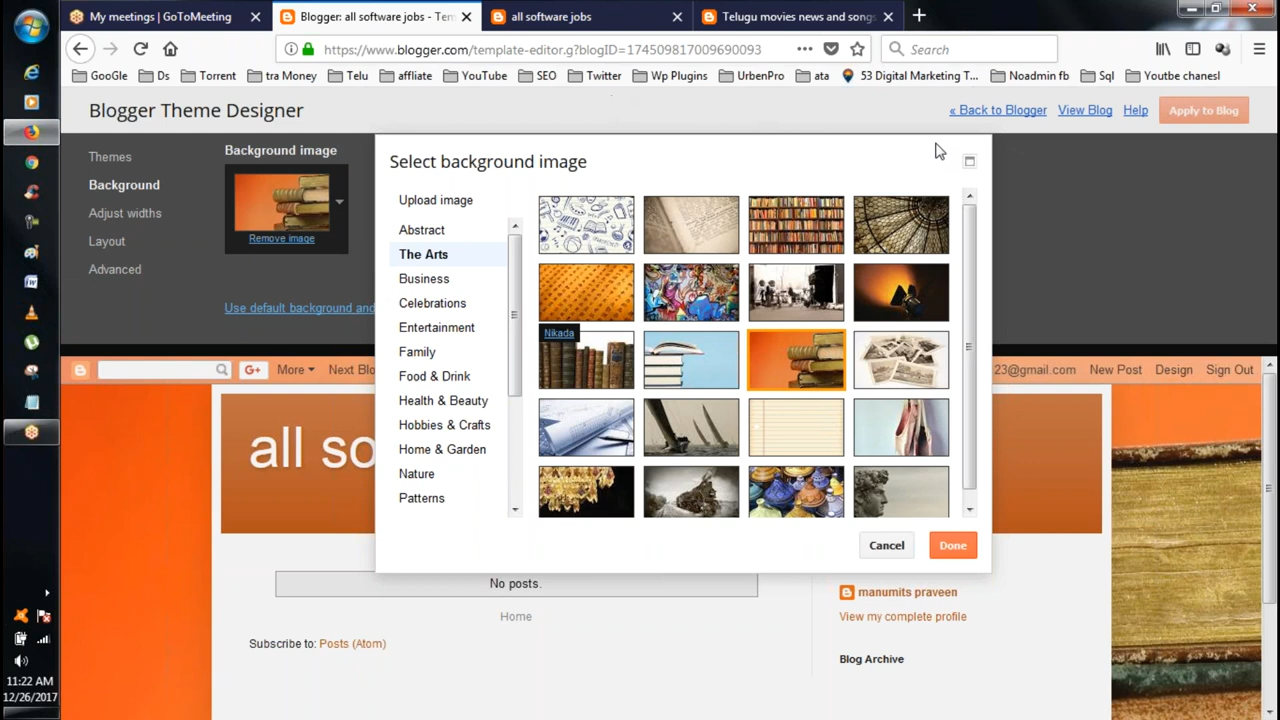 My meetings | GoToMeeting
Blogger: all software jobs - Tem
all software jobs
Telugu movies news and songs
https://www.blogger.com/template-editor.g?blogID=174509817009690093
Search
GooGle
Ds
Torrent
tra Money
Telu
affliate
YouTube
SEO
Twitter
Wp Plugins
UrbenPro
ata
53 Digital Marketing T...
Noadmin fb
Sql
Youtbe chanesl
Blogger Theme Designer
« Back to Blogger
View Blog
Help
Apply to Blog
Themes
Background
Adjust widths
Layout
Advanced
Background image
Remove image
Use default background and
Select background image
Upload image
Abstract
The Arts
Business
Celebrations
Entertainment
Family
Food & Drink
Health & Beauty
Hobbies & Crafts
Home & Garden
Nature
Patterns
Nikada
Cancel
Done
G+
More
Next Blo
23@gmail.com
New Post
Design
Sign Out
all so
No posts.
Home
Subscribe to: Posts (Atom)
manumits praveen
View my complete profile
Blog Archive
11:22 AM
12/26/2017